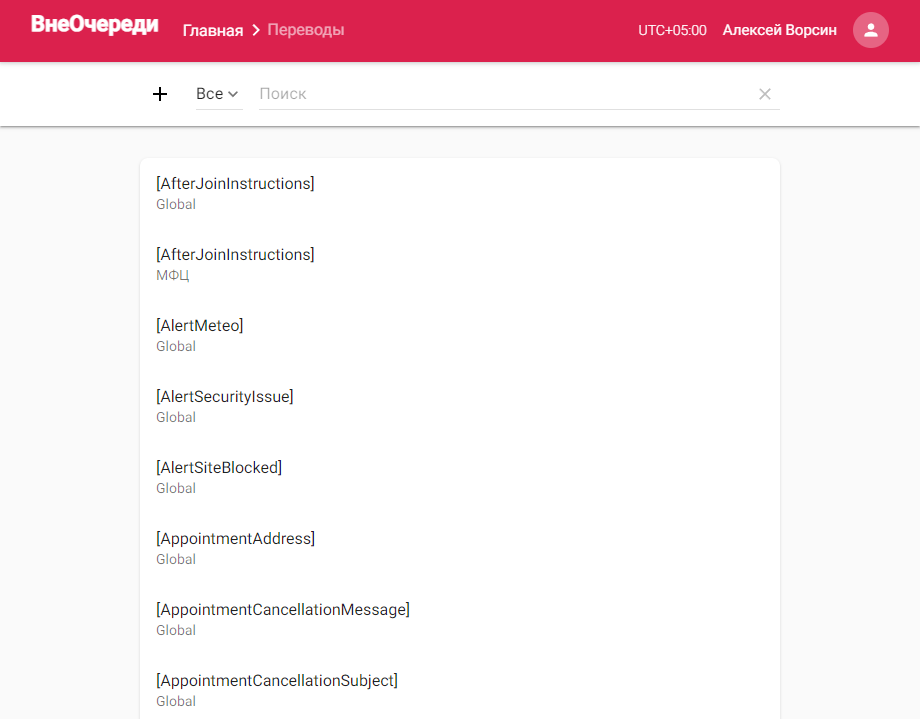 ВнеОчереди
Главная Переводы
UTC+05:00 Алексей Ворсин
Все Поиск
[AfterJoinInstructions]
Global
[AfterJoinInstructions]
МФЦ
[AlertMeteo]
Global
[AlertSecurityIssue]
Global
[AlertSiteBlocked]
Global
[AppointmentAddress]
Global
[AppointmentCancellationMessage]
Global
[AppointmentCancellationSubject]
Global